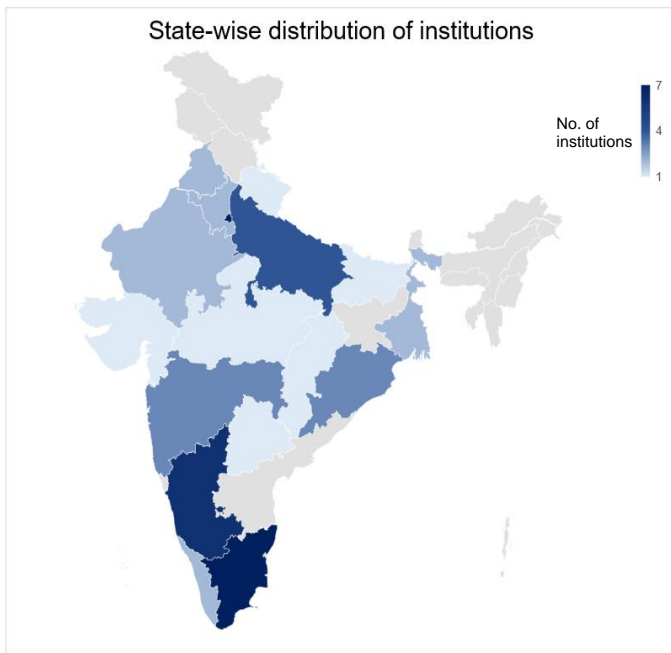 State-wise distribution of institutions
No. of
institutions
7
4
1